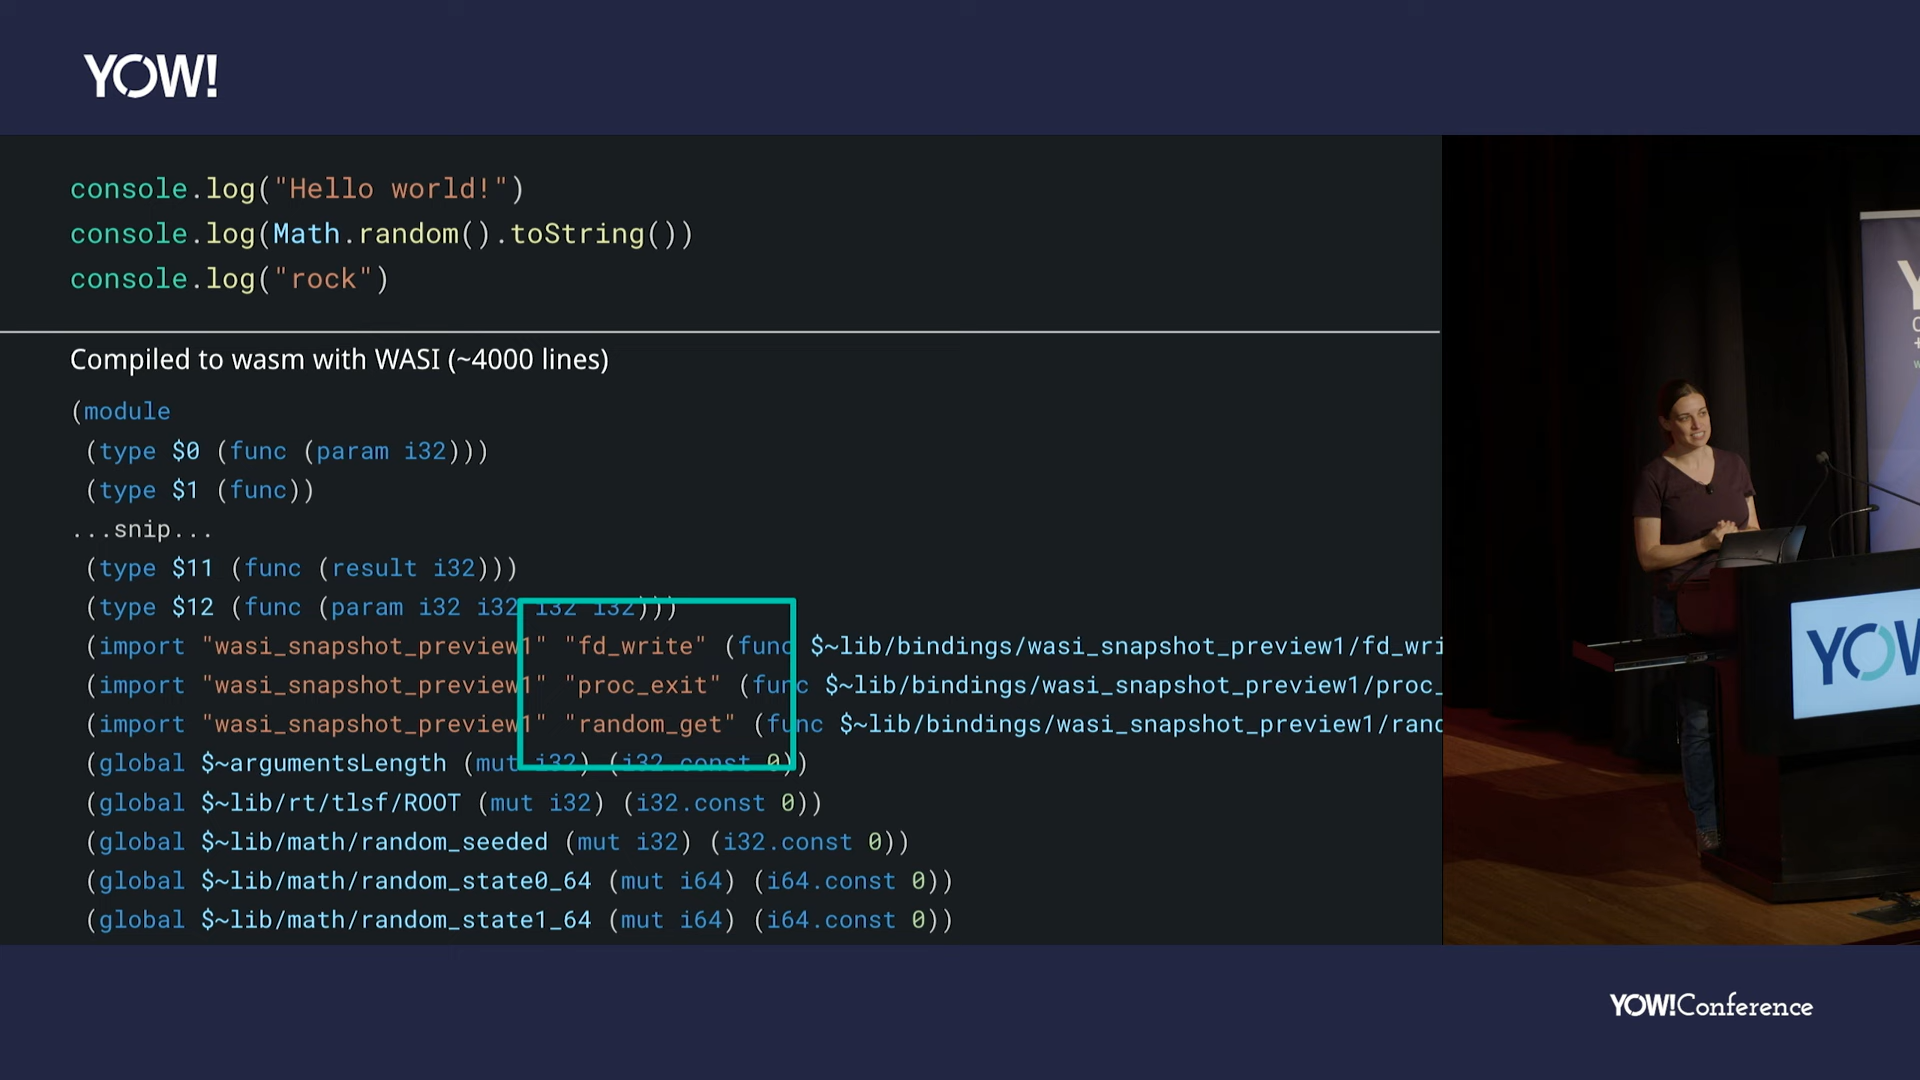 YOW!
console.log("Hello world!")
console.log(Math.random().toString())
console.log("rock")
Compiled to wasm with WASI (~4000 lines)
(module
(type $0 (func (param i32)))
(type $1 (func))
...snip...
(type $11 (func (result i32)))
(type $12 (func (param i32 i32 i32 i32)))
(import "wasi_snapshot_preview1" "fd_write" (func $~lib/bindings/wasi_snapshot_preview1/fd_wri
(import "wasi_snapshot_preview1" "proc_exit" (func $~lib/bindings/wasi_snapshot_preview1/proc_
(import "wasi_snapshot_preview1" "random_get" (func $~lib/bindings/wasi_snapshot_preview1/rand
(global $~argumentsLength (mut i32) (i32.const 0))
(global $~lib/rt/tlsf/ROOT (mut i32) (i32.const 0))
(global $~lib/math/random_seeded (mut i32) (i32.const 0))
(global $~lib/math/random_state0_64 (mut i64) (i64.const 0))
(global $~lib/math/random_state1_64 (mut i64) (i64.const 0))
YOW
YOW!Conference